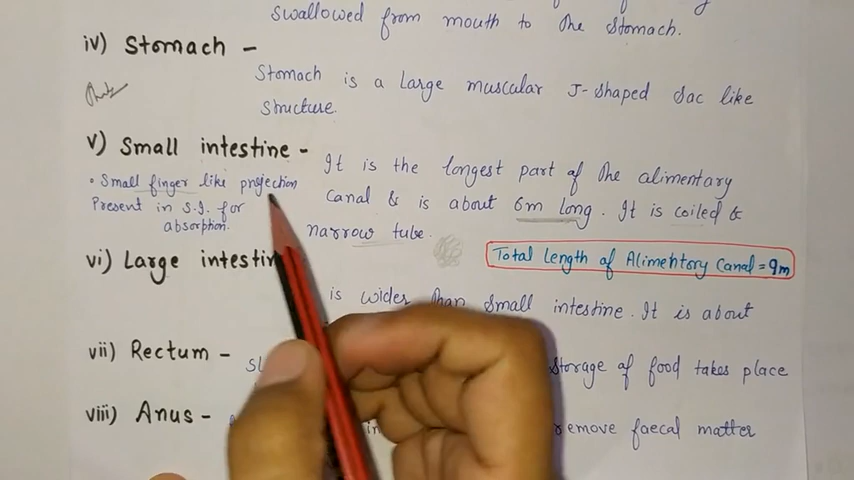 swallowed from mouth to the stomach.
iv) Stomach -
Stomach is a large muscular J-shaped sac like
structure.
v) Small intestine -
It is the longest part of the alimentary
• Small finger like projection
canal & is about 6m long. It is coiled &
Present in S.I. for
absorption.
narrow tube.
vi) Large intestin
Total Length of Alimentory Canal = 9m
is wider than small intestine. It is about
vii) Rectum -
storage of food takes place
viii) Anus -
remove faecal matter